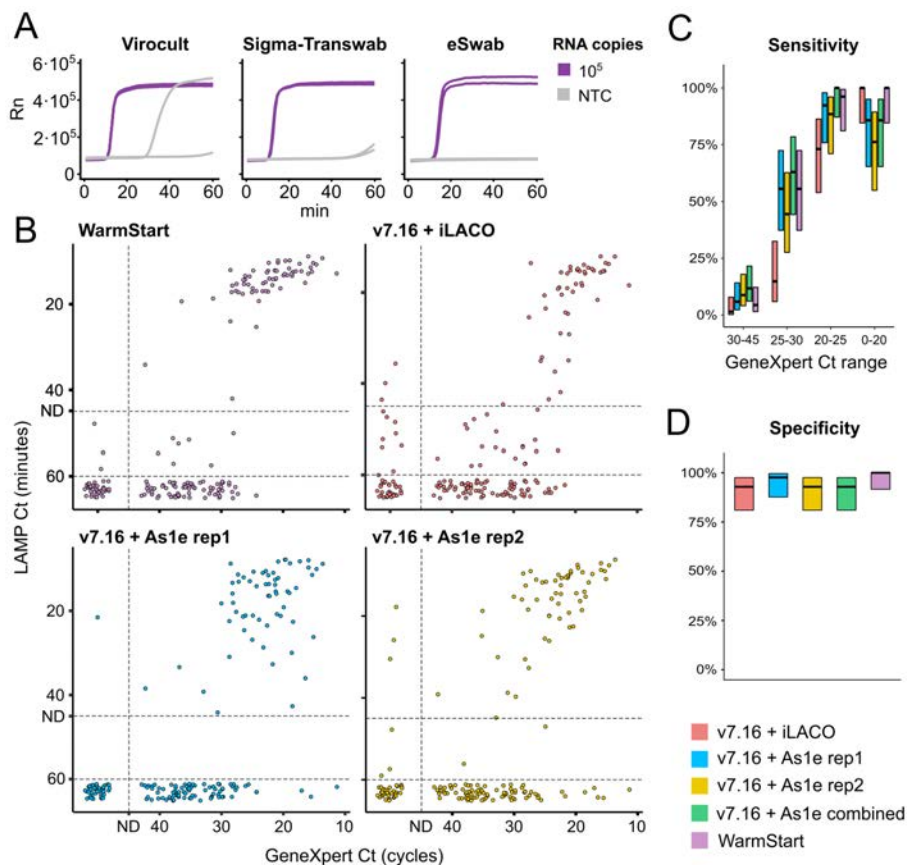 A
Virocult
Sigma-Transwab
eSwab
RNA copies
10⁵
NTC
Rn
6·10⁵
4·10⁵
2·10⁵
0
0 20 40 60
0 20 40 60
0 20 40 60
min
B
WarmStart
v7.16 + iLACO
v7.16 + As1e rep1
v7.16 + As1e rep2
LAMP Ct (minutes)
20
40
ND
60
20
40
ND
60
ND 40 30 20 10
ND 40 30 20 10
GeneXpert Ct (cycles)
C
Sensitivity
100%
75%
50%
25%
0%
30-45 25-30 20-25 0-20
GeneXpert Ct range
D
Specificity
100%
75%
50%
25%
0%
v7.16 + iLACO
v7.16 + As1e rep1
v7.16 + As1e rep2
v7.16 + As1e combined
WarmStart